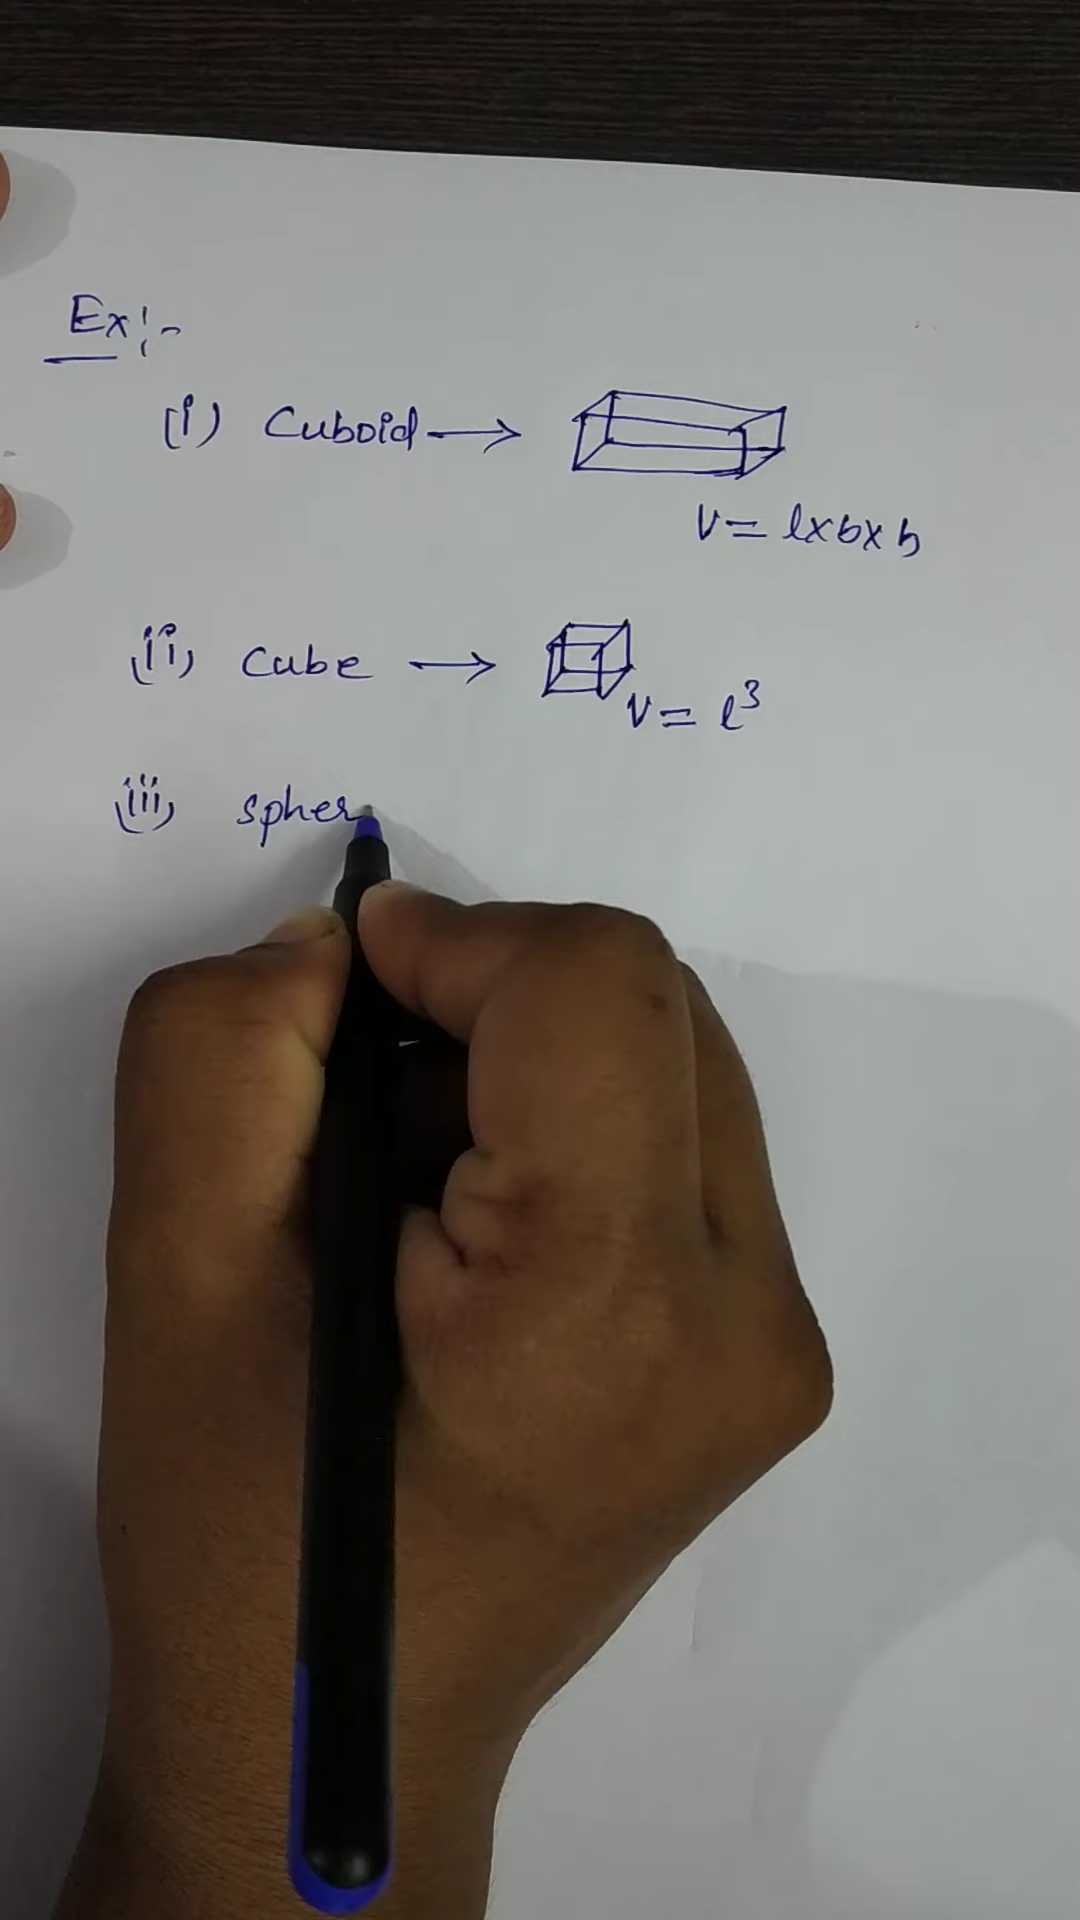 Ex:-
(i) Cuboid →
V = l×b×h
(ii) Cube →
V = l³
(iii) spher